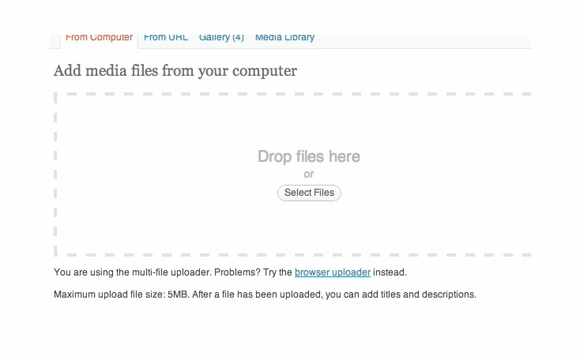 From Computer From URL Gallery (4) Media Library
Add media files from your computer
Drop files here
or
Select Files
You are using the multi-file uploader. Problems? Try the browser uploader instead.
Maximum upload file size: 5MB. After a file has been uploaded, you can add titles and descriptions.